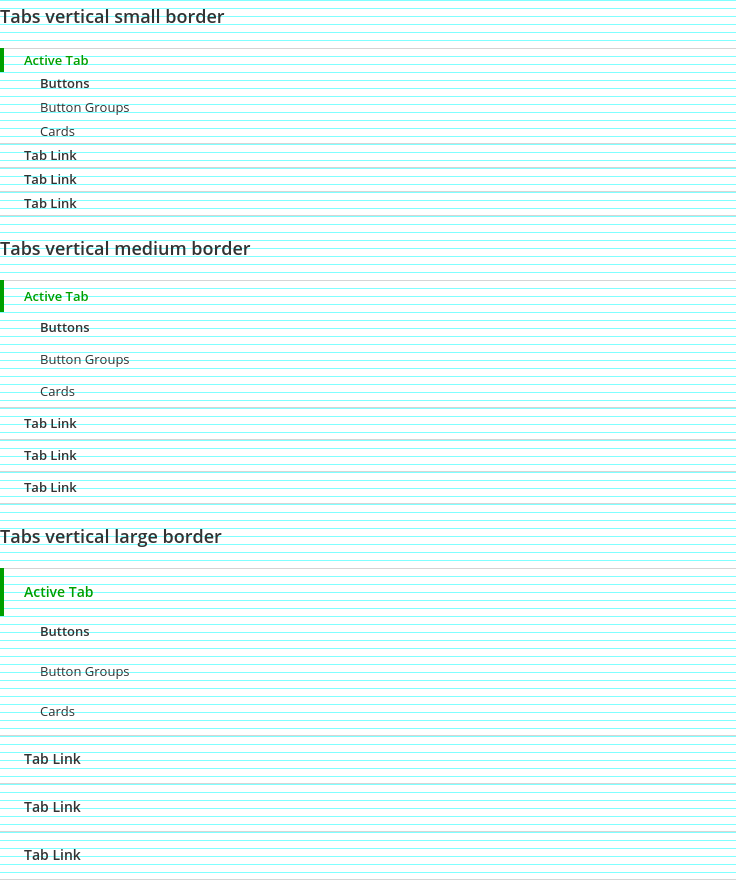 Tabs vertical small border
Active Tab
Buttons
Button Groups
Cards
Tab Link
Tab Link
Tab Link
Tabs vertical medium border
Active Tab
Buttons
Button Groups
Cards
Tab Link
Tab Link
Tab Link
Tabs vertical large border
Active Tab
Buttons
Button Groups
Cards
Tab Link
Tab Link
Tab Link